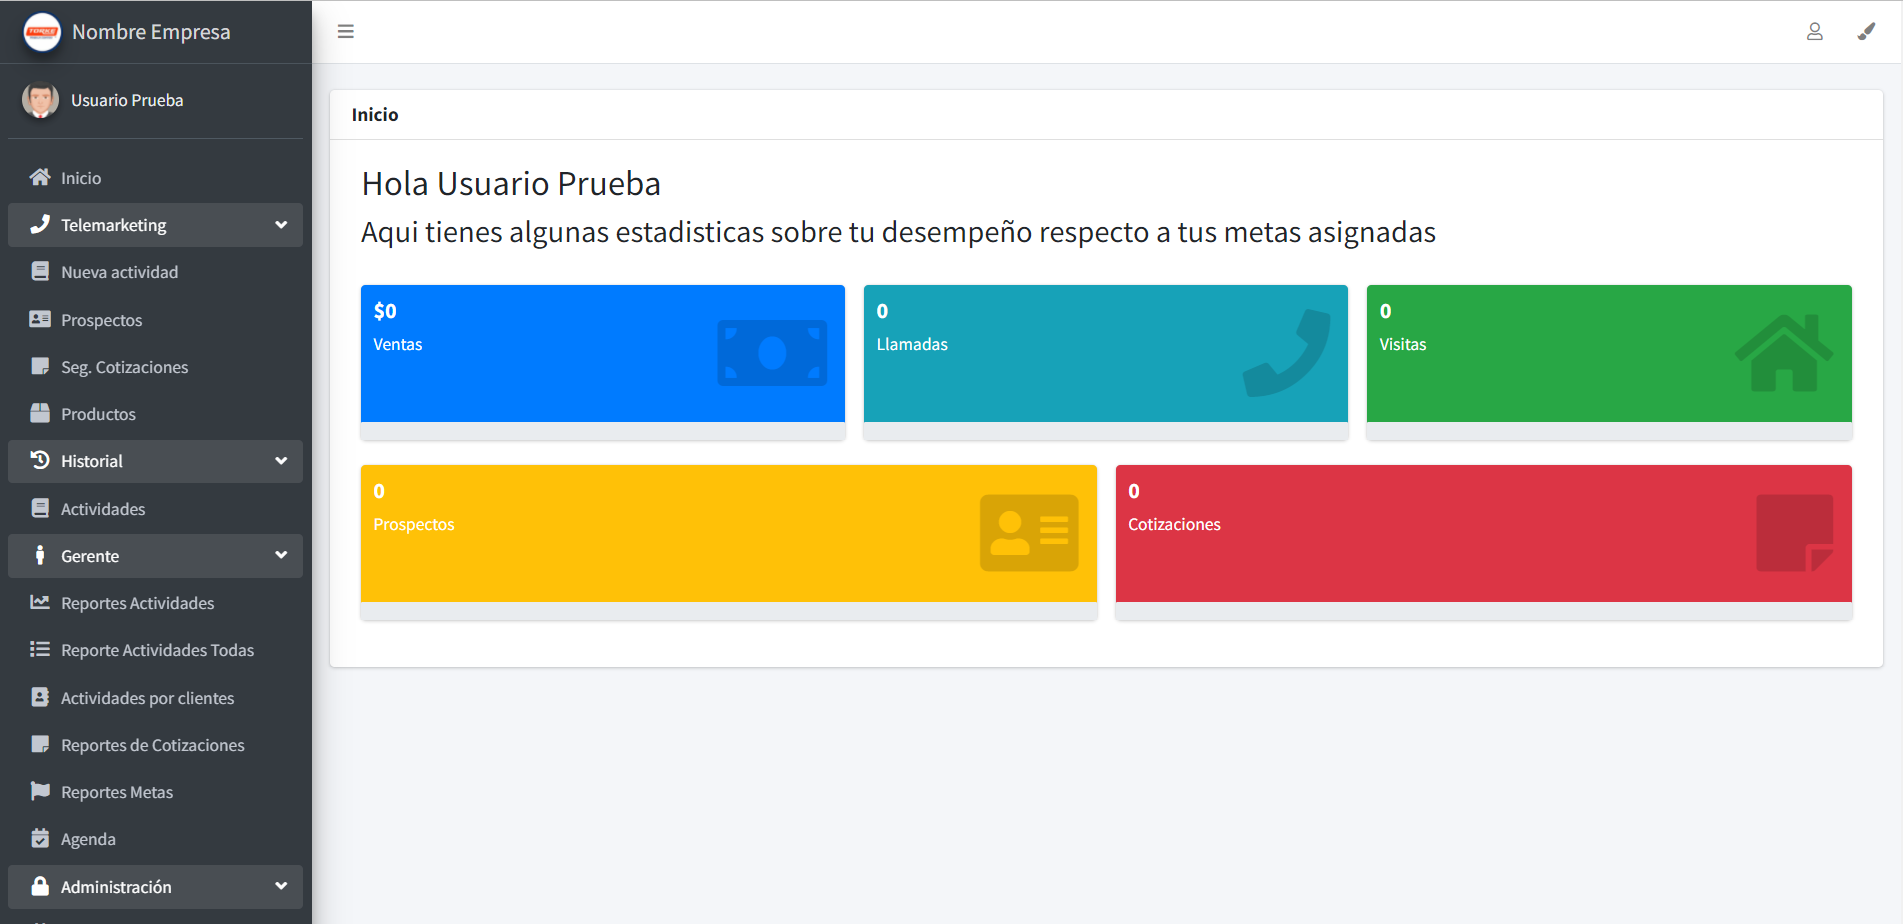 Nombre Empresa
Usuario Prueba
Inicio
Telemarketing
Nueva actividad
Prospectos
Seg. Cotizaciones
Productos
Historial
Actividades
Gerente
Reportes Actividades
Reporte Actividades Todas
Actividades por clientes
Reportes de Cotizaciones
Reportes Metas
Agenda
Administración
Inicio
Hola Usuario Prueba
Aqui tienes algunas estadisticas sobre tu desempeño respecto a tus metas asignadas
$0
Ventas
0
Llamadas
0
Visitas
0
Prospectos
0
Cotizaciones